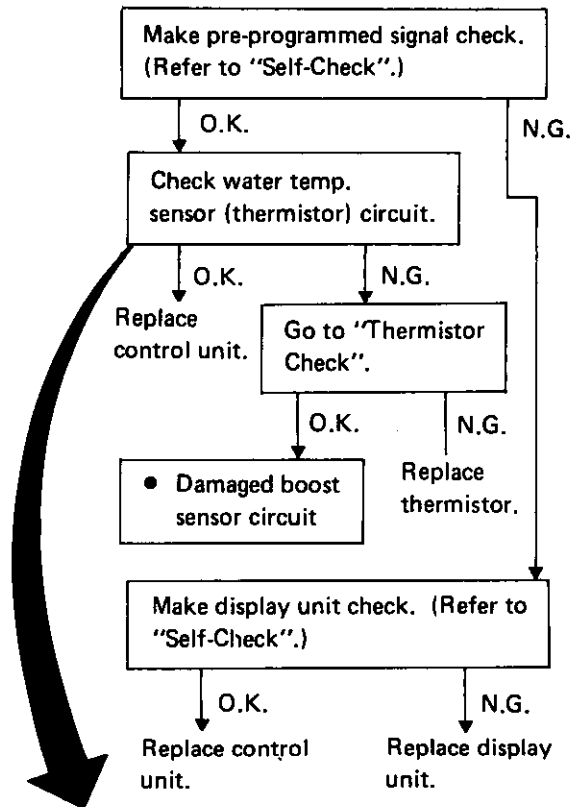 Make pre-programmed signal check.
(Refer to "Self-Check".)
O.K.
N.G.
Check water temp.
sensor (thermistor) circuit.
O.K.
N.G.
Replace
control unit.
Go to "Thermistor
Check".
O.K.
N.G.
● Damaged boost
sensor circuit
Replace
thermistor.
Make display unit check. (Refer to
"Self-Check".)
O.K.
N.G.
Replace control
unit.
Replace display
unit.